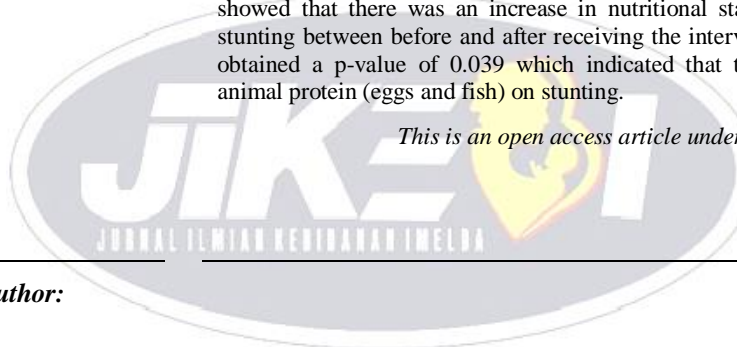 showed that there was an increase in nutritional sta
stunting between before and after receiving the interv
obtained a p-value of 0.039 which indicated that t
animal protein (eggs and fish) on stunting.
This is an open access article under
JIKEBI
JURNAL ILMIAH KEBIDANAN IMELDA
uthor: